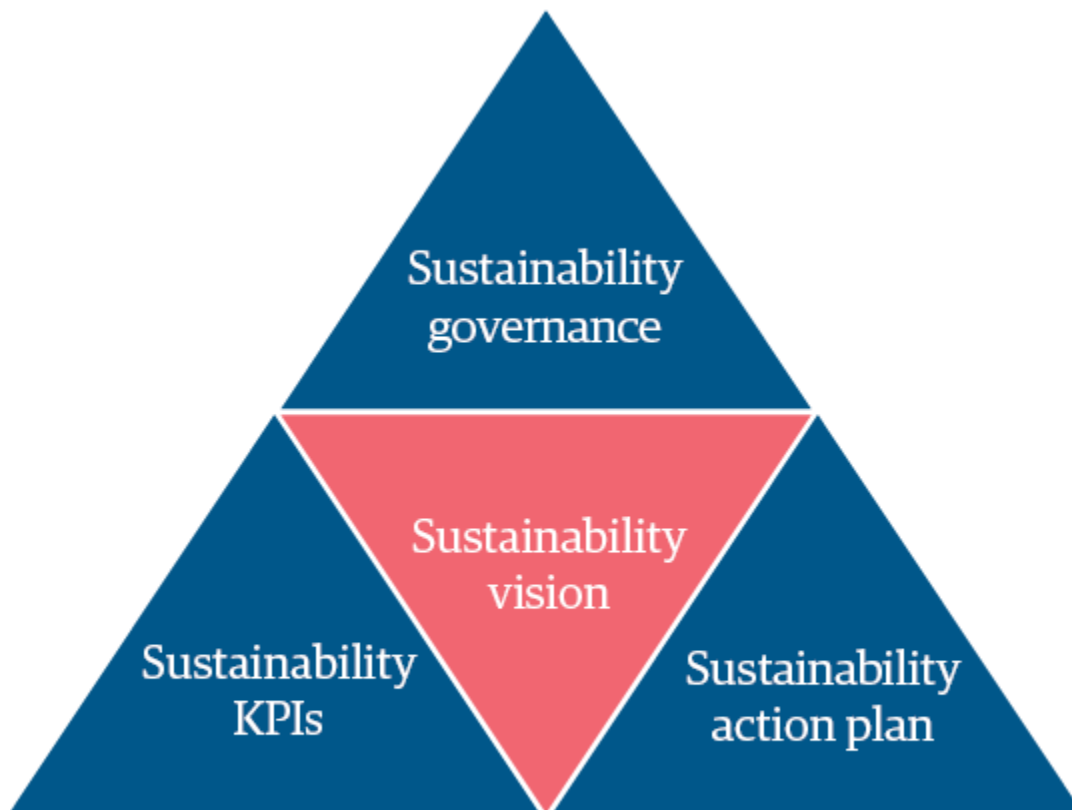 Sustainability
governance
Sustainability
vision
Sustainability
KPIs
Sustainability
action plan